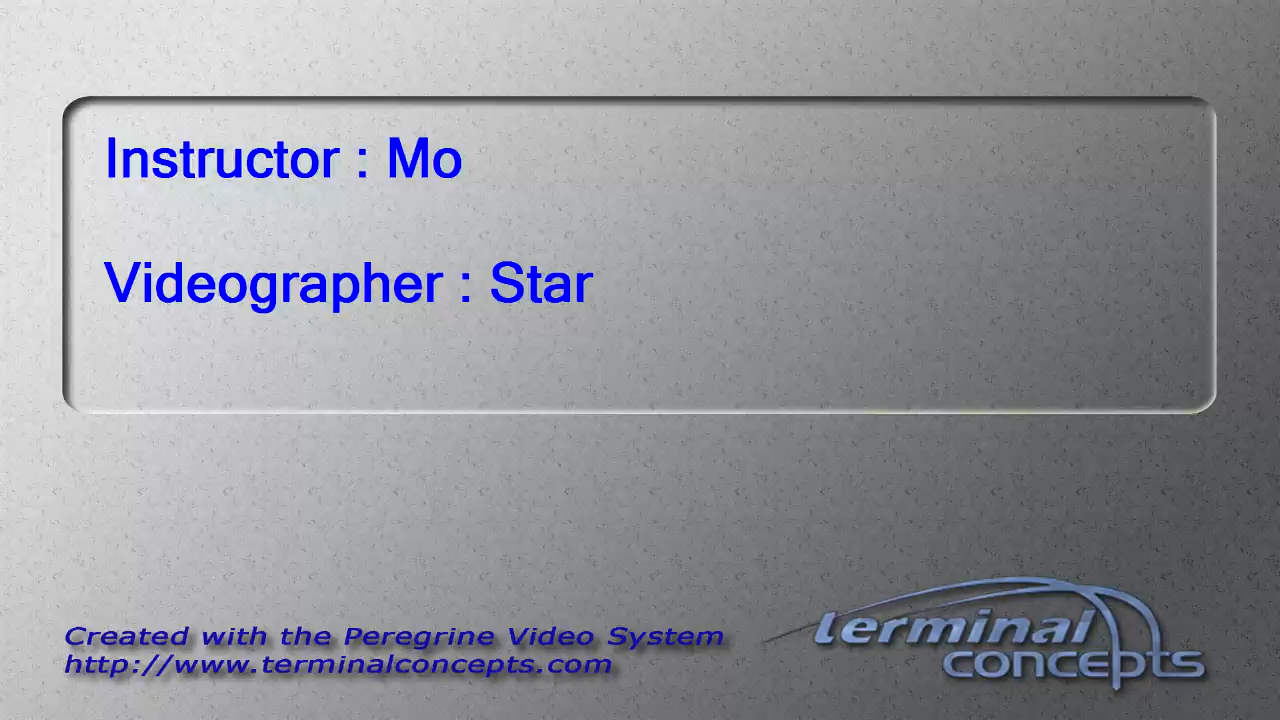 Instructor : Mo
Videographer : Star
Created with the Peregrine Video System
http://www.terminalconcepts.com
terminal
concepts